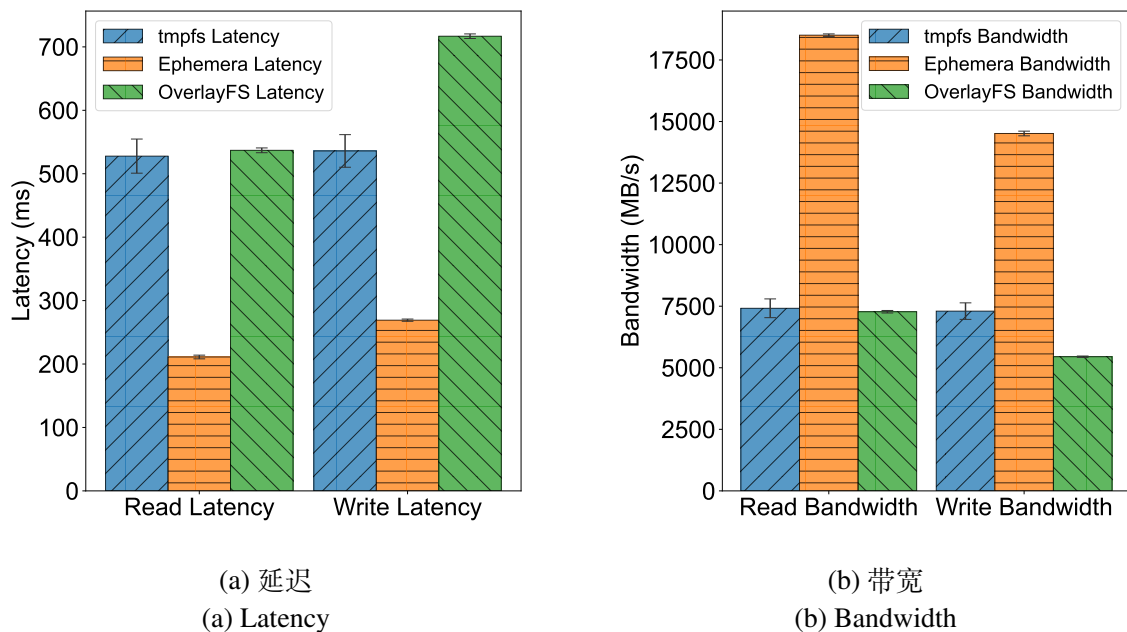 tmpfs Latency
Ephemera Latency
OverlayFS Latency
Latency (ms)
700
600
500
400
300
200
100
0
Read Latency
Write Latency
(a) 延迟
(a) Latency
tmpfs Bandwidth
Ephemera Bandwidth
OverlayFS Bandwidth
Bandwidth (MB/s)
17500
15000
12500
10000
7500
5000
2500
0
Read Bandwidth
Write Bandwidth
(b) 带宽
(b) Bandwidth